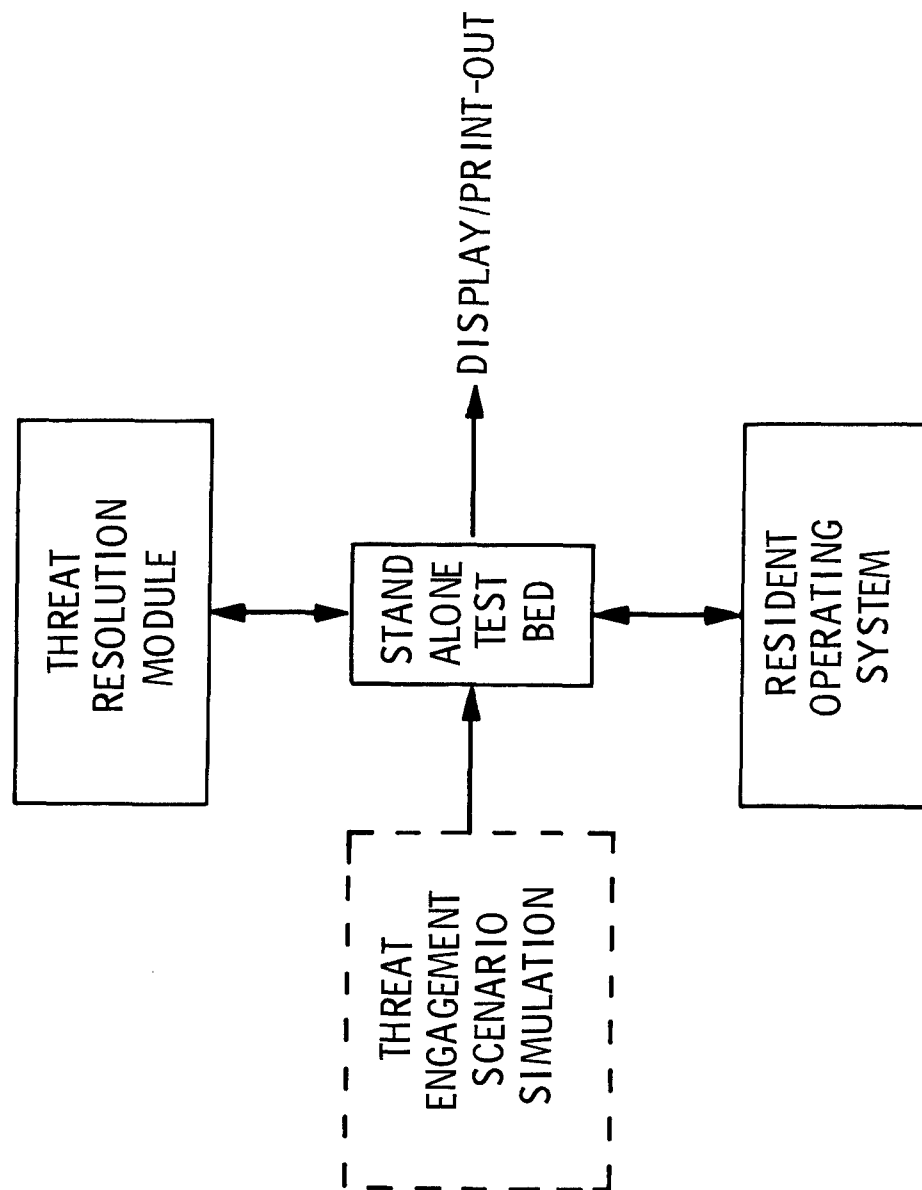 THREAT
RESOLUTION
MODULE
THREAT
ENGAGEMENT
SCENARIO
SIMULATION
STAND
ALONE
TEST
BED
DISPLAY/PRINT-OUT
RESIDENT
OPERATING
SYSTEM